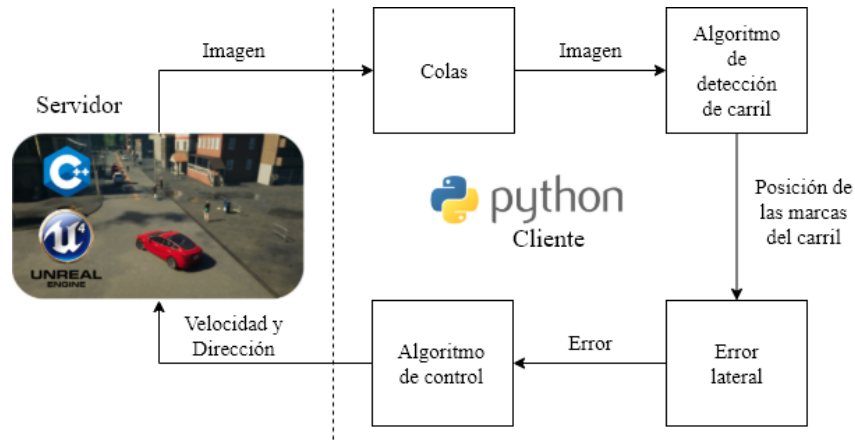 Imagen
Colas
Imagen
Algoritmo
de
detección
de carril
Servidor
C++
4
UNREAL
ENGINE
python
Cliente
Posición de
las marcas
del carril
Velocidad y
Dirección
Algoritmo
de control
Error
Error
lateral